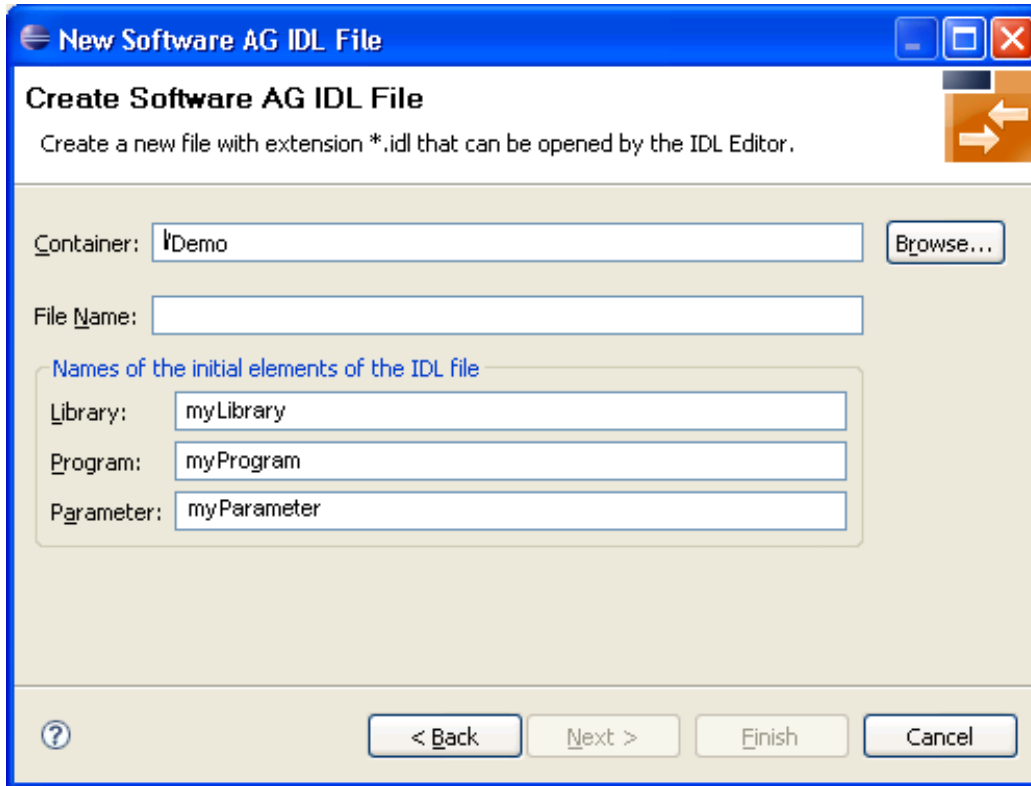 New Software AG IDL File
Create Software AG IDL File
Create a new file with extension *.idl that can be opened by the IDL Editor.
Container: /Demo Browse...
File Name:
Names of the initial elements of the IDL file
Library: myLibrary
Program: myProgram
Parameter: myParameter
? < Back Next > Finish Cancel